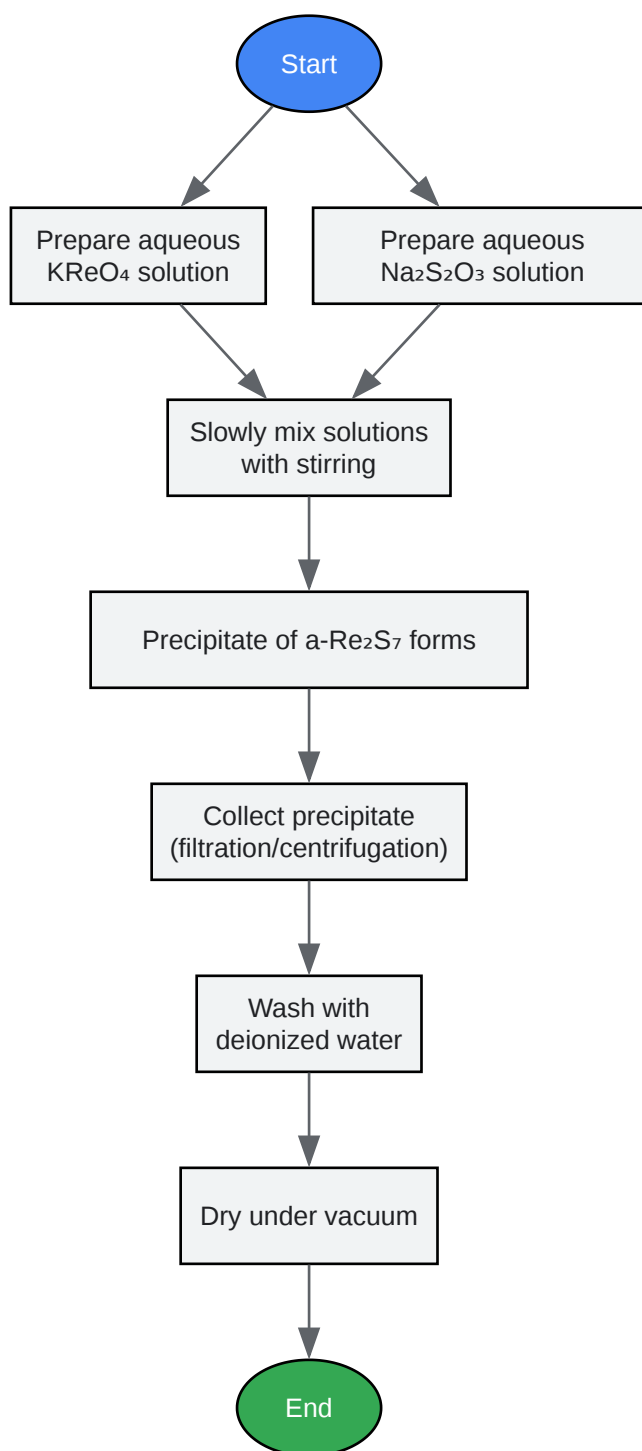 Start
Prepare aqueous
KReO₄ solution
Prepare aqueous
Na₂S₂O₃ solution
Slowly mix solutions
with stirring
Precipitate of a-Re₂S₇ forms
Collect precipitate
(filtration/centrifugation)
Wash with
deionized water
Dry under vacuum
End